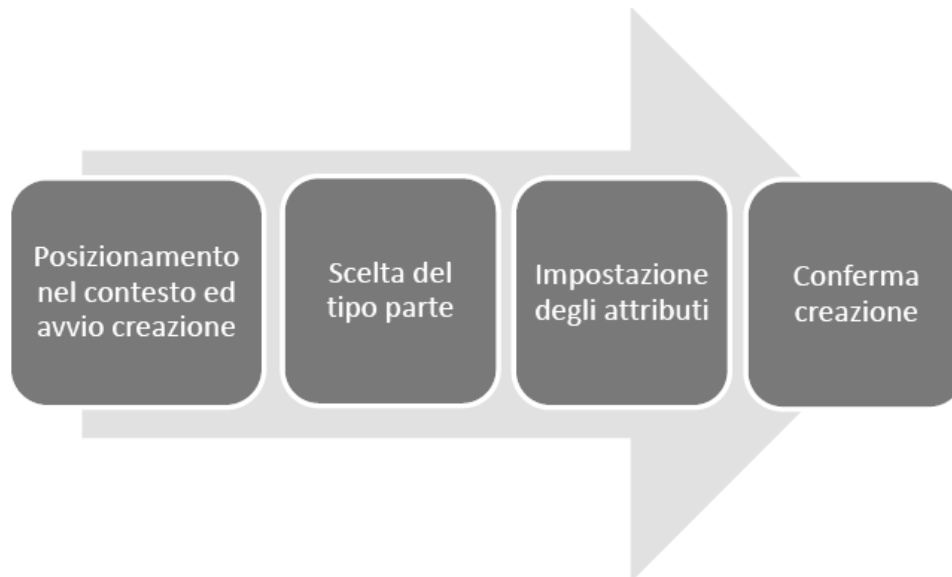 Posizionamento
nel contesto ed
avvio creazione
Scelta del
tipo parte
Impostazione
degli attributi
Conferma
creazione